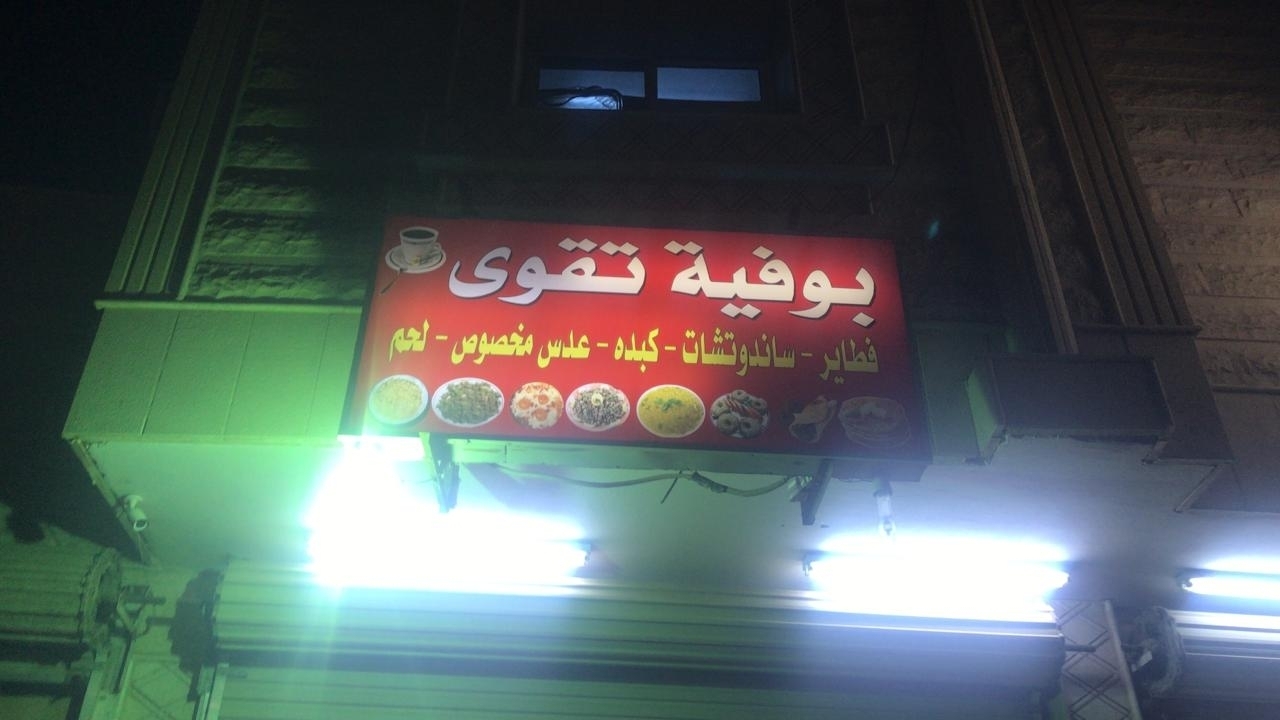 بوفية تقوى
فطاير - ساندوتشات - كبده - عدس مخصوص - لحم